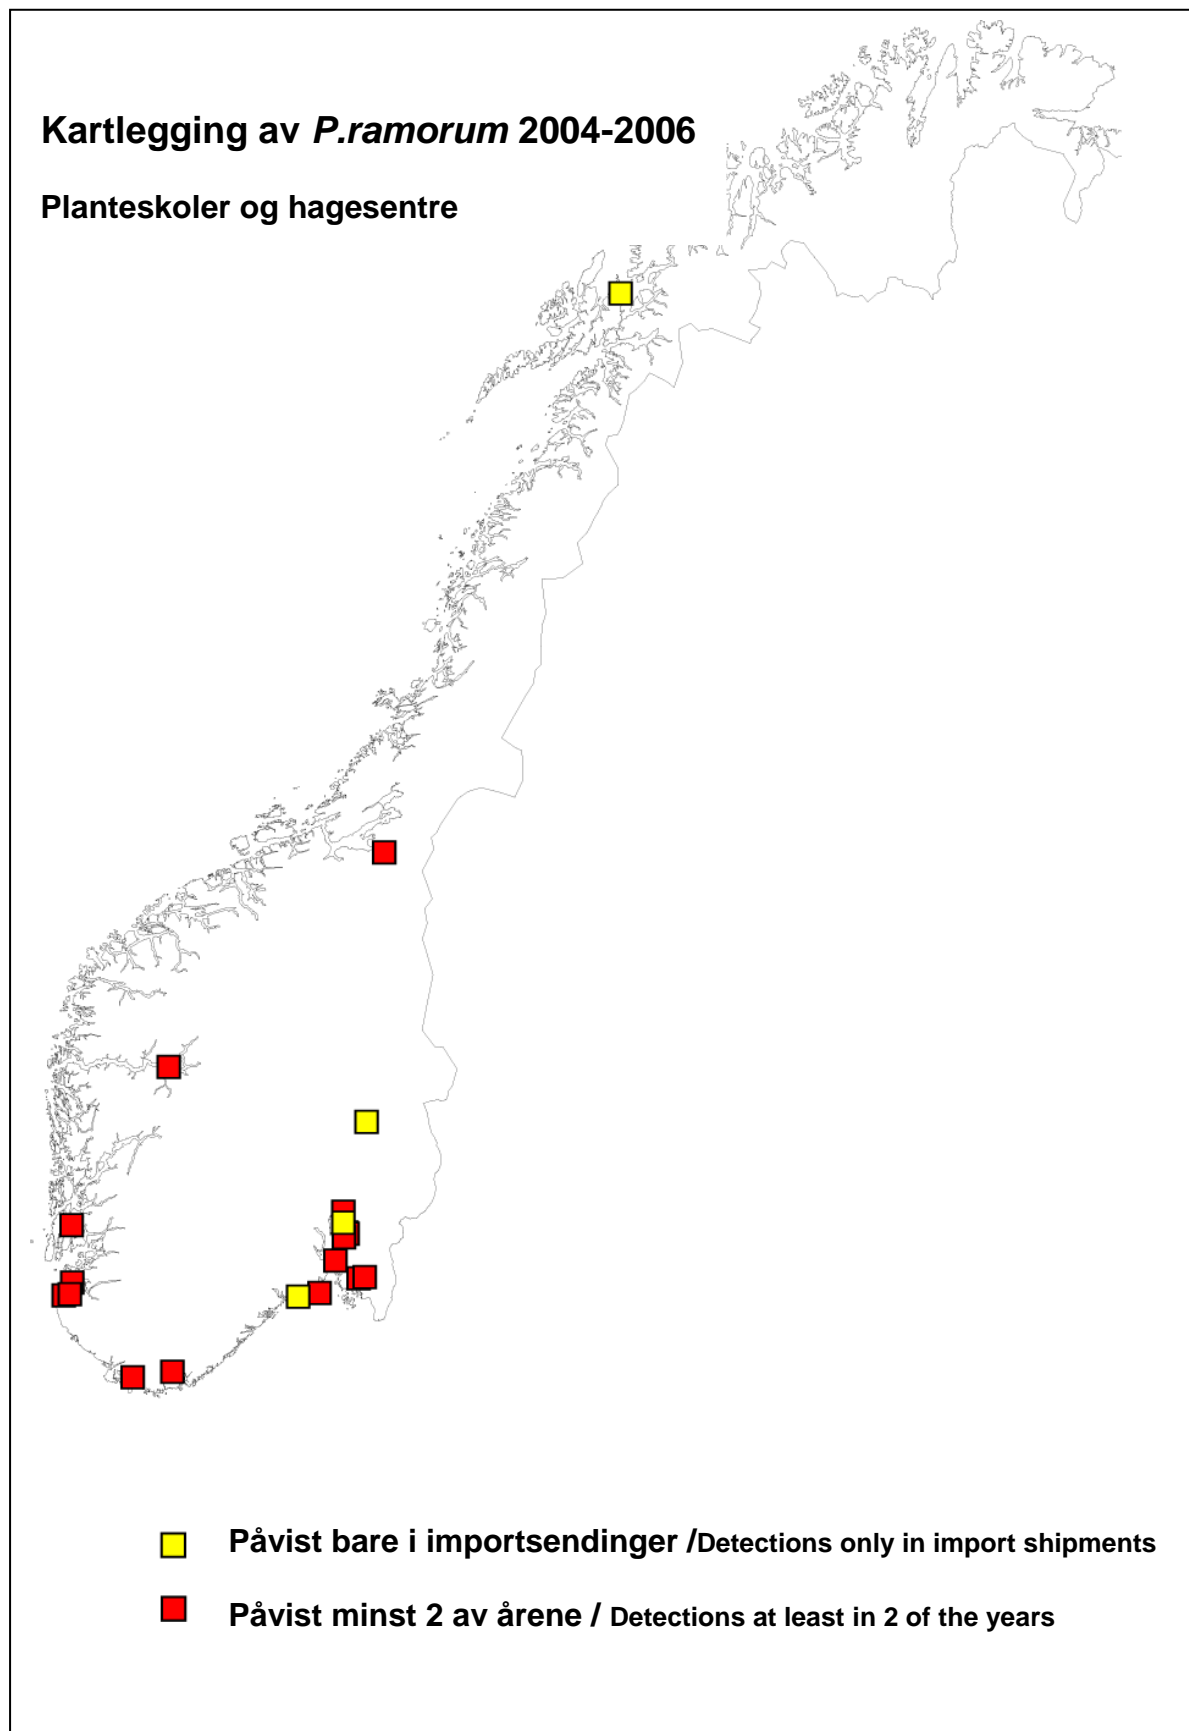 Kartlegging av P.ramorum 2004-2006
Planteskoler og hagesentre
Påvist bare i importsendinger /Detections only in import shipments
Påvist minst 2 av årene / Detections at least in 2 of the years